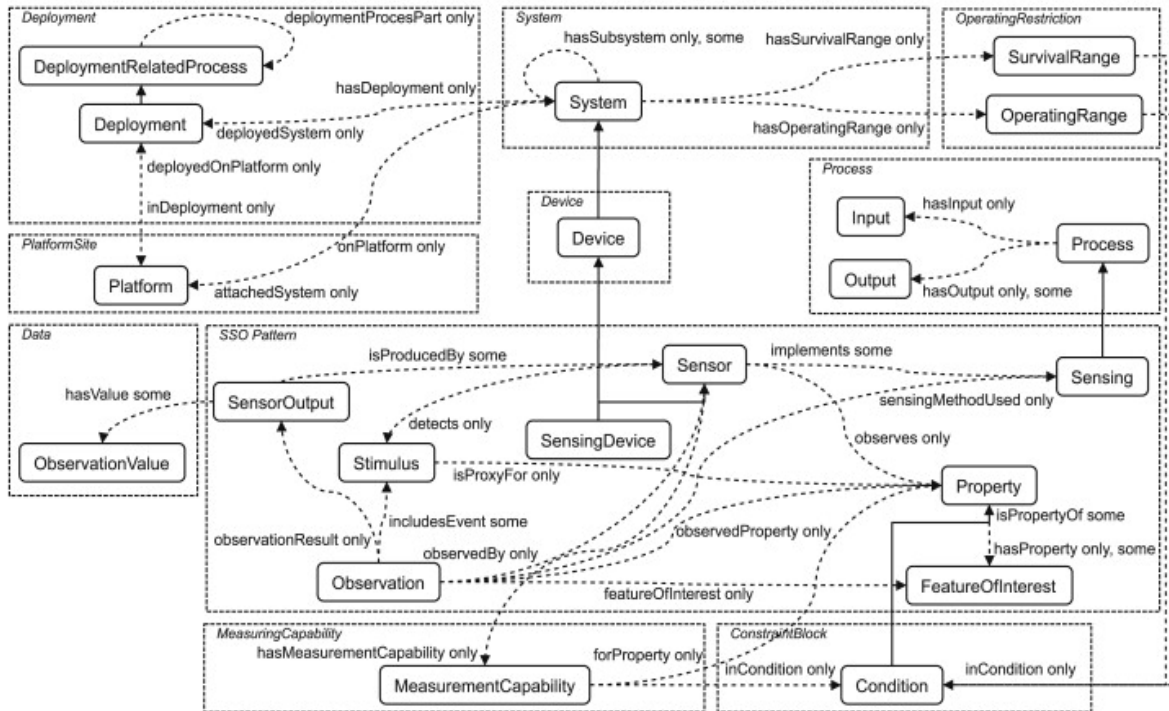 Deployment
deploymentProcesPart only
DeploymentRelatedProcess
Deployment
hasDeployment only
deployedSystem only
deployedOnPlatform only
inDeployment only
System
hasSubsystem only, some
hasSurvivalRange only
System
hasOperatingRange only
OperatingRestriction
SurvivalRange
OperatingRange
PlatformSite
Platform
onPlatform only
attachedSystem only
Device
Device
Process
hasInput only
Input
Process
Output
hasOutput only, some
Data
hasValue some
ObservationValue
SSO Pattern
isProducedBy some
Sensor
implements some
Sensing
SensorOutput
sensingMethodUsed only
detects only
SensingDevice
observes only
Stimulus
isProxyFor only
Property
isPropertyOf some
includesEvent some
observationResult only
observedBy only
observedProperty only
hasProperty only, some
Observation
featureOfInterest only
FeatureOfInterest
MeasuringCapability
hasMeasurementCapability only
forProperty only
MeasurementCapability
ConstraintBlock
inCondition only
inCondition only
Condition